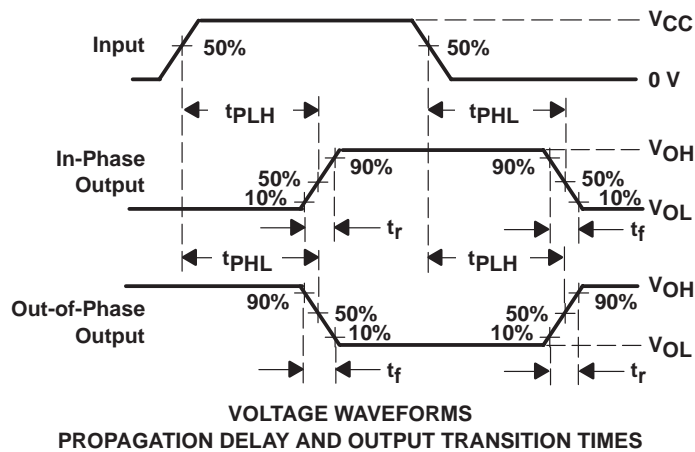 VCC
Input
50%
50%
0 V
tPLH
tPHL
In-Phase
Output
VOH
90%
90%
50%
50%
10%
10%
VOL
tr
tf
tPHL
tPLH
Out-of-Phase
Output
VOH
90%
90%
50%
50%
10%
10%
VOL
tf
tr
VOLTAGE WAVEFORMS
PROPAGATION DELAY AND OUTPUT TRANSITION TIMES